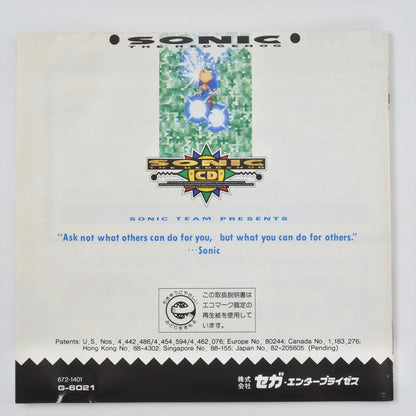 SONIC
THE HEDGEHOG
SONIC
THE HEDGEHOG
CD
SONIC TEAM PRESENTS
"Ask not what others can do for you, but what you can do for others."
···Sonic
この取扱説明書は
エコマーク認定の
再生紙を使用して
います。
Patents: U.S. Nos. 4,442,486/4,454,594/4,462,076; Europe No. 80244; Canada No. 1,183,276;
Hong Kong No. 88-4302; Singapore No. 88-155; Japan No. 82-205605 (Pending)
672-1401
G-6021
株式会社 セガ・エンタープライゼス